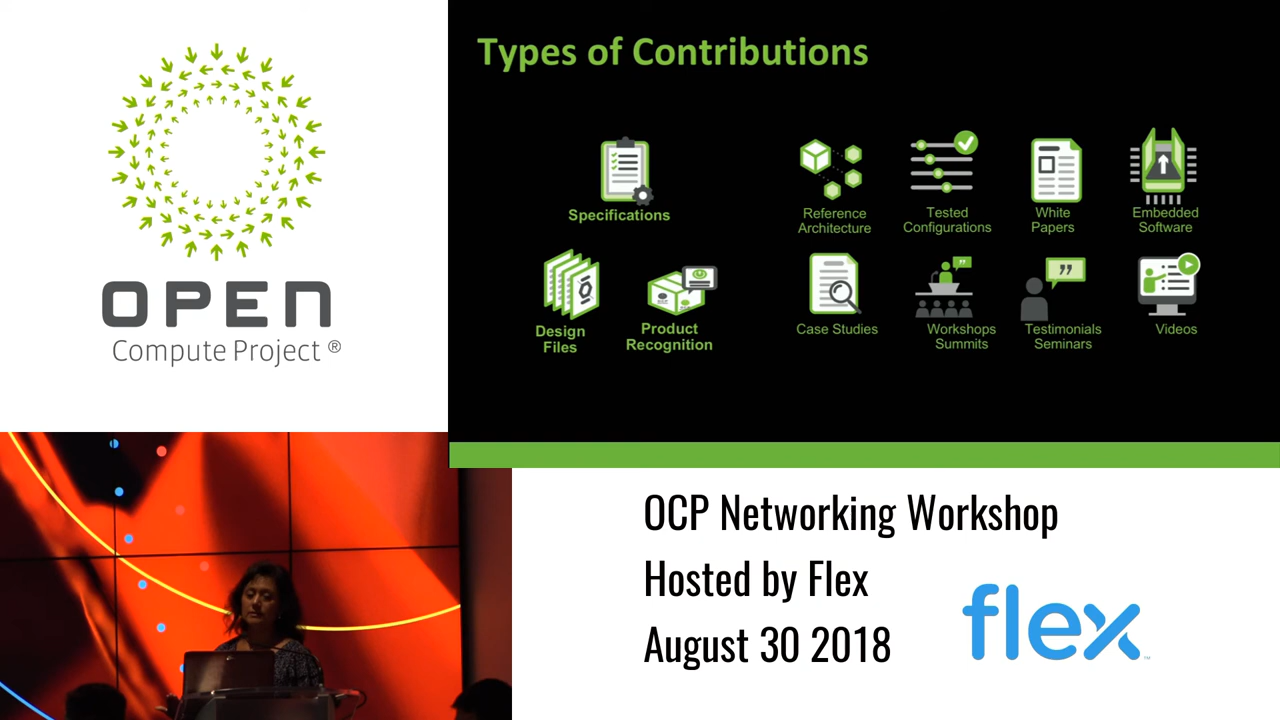 OPEN
Compute Project ®
Types of Contributions
Specifications
Reference
Architecture
Tested
Configurations
White
Papers
Embedded
Software
Design
Files
Product
Recognition
Case Studies
Workshops
Summits
Testimonials
Seminars
Videos
OCP Networking Workshop
Hosted by Flex
August 30 2018
flex